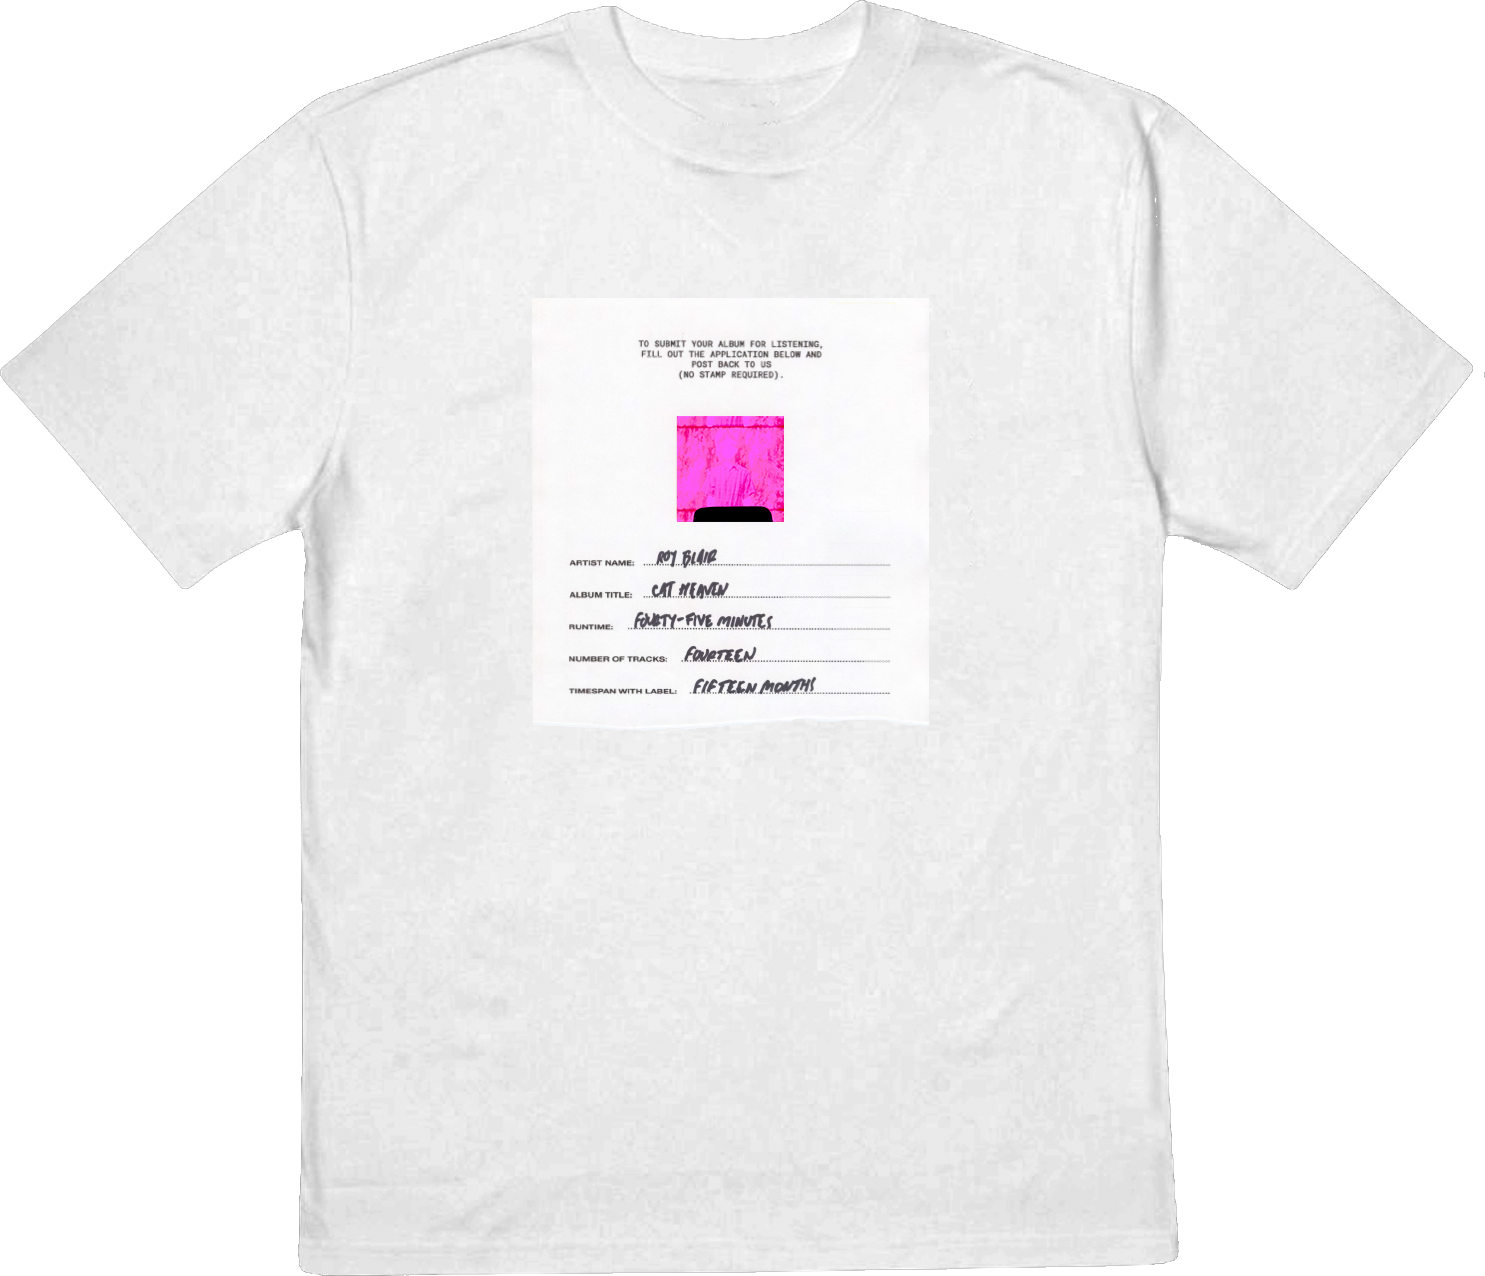 TO SUBMIT YOUR ALBUM FOR LISTENING,
FILL OUT THE APPLICATION BELOW AND
POST BACK TO US
(NO STAMP REQUIRED).
ARTIST NAME: ROY BLAIR
ALBUM TITLE: CAT HEAVEN
RUNTIME: FOURTY-FIVE MINUTES
NUMBER OF TRACKS: FOURTEEN
TIMESPAN WITH LABEL: FIFTEEN MONTHS